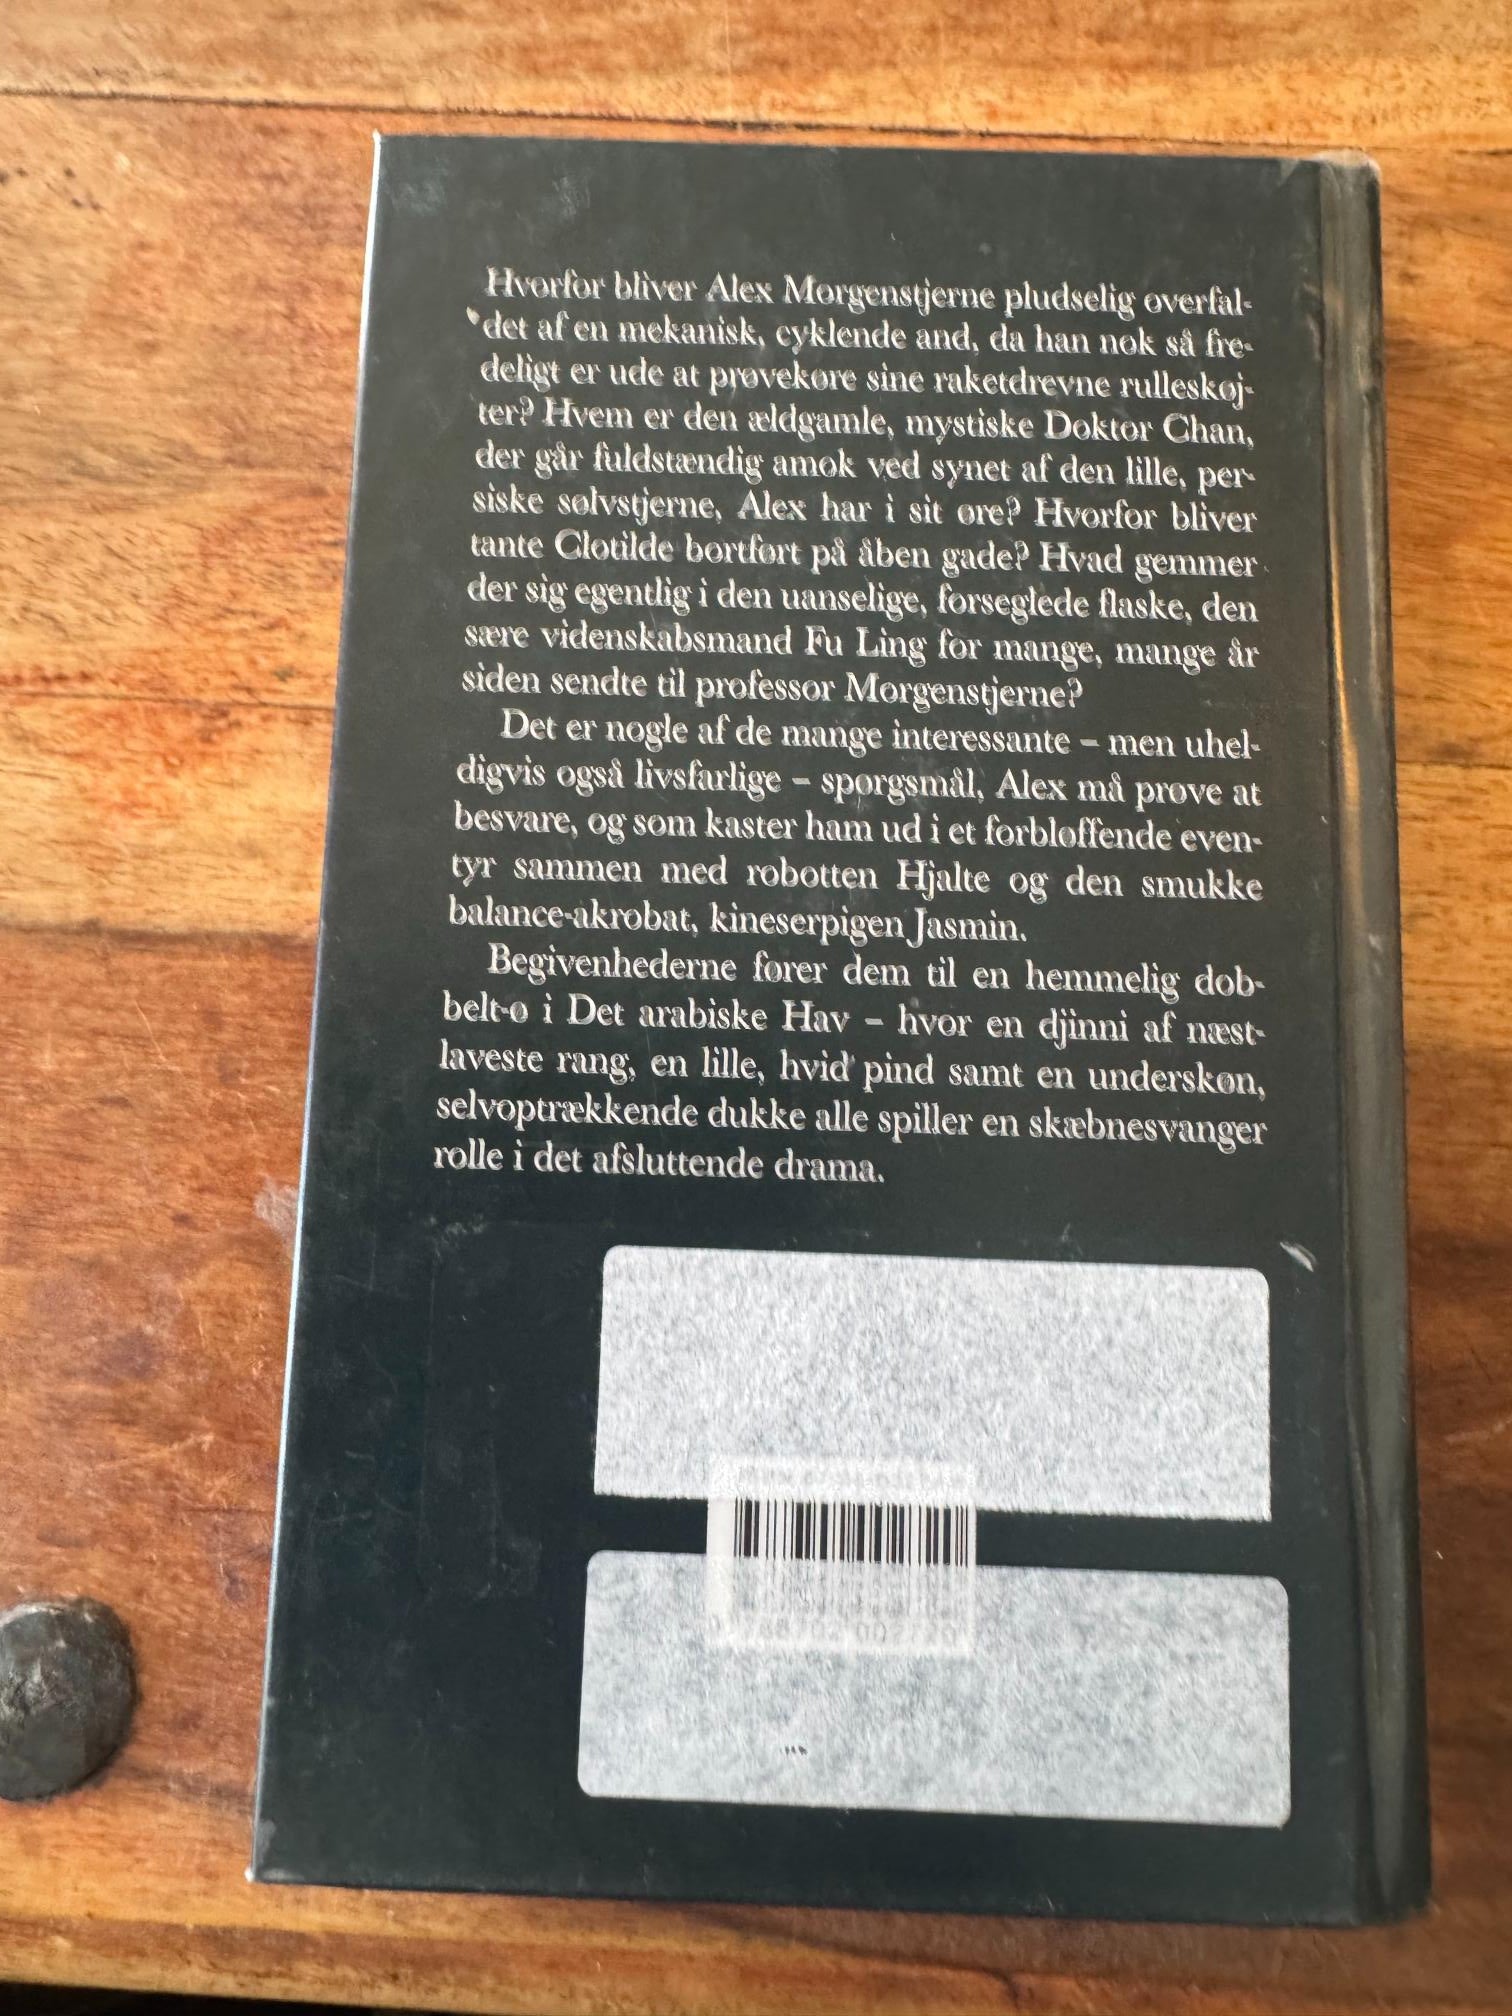 Hvorfor bliver Alex Morgenstjerne pludselig overfal-
det af en mekanisk, cyklende and, da han nok så fre-
deligt er ude at prøvekøre sine raketdrevne rulleskøj-
ter? Hvem er den ældgamle, mystiske Doktor Chan,
der går fuldstændig amok ved synet af den lille, per-
siske sølvstjerne, Alex har i sit øre? Hvorfor bliver
tante Clotilde bortført på åben gade? Hvad gemmer
der sig egentlig i den uanselige, forseglede flaske, den
sære videnskabsmand Fu Ling for mange, mange år
siden sendte til professor Morgenstjerne?
Det er nogle af de mange interessante – men uhel-
digvis også livsfarlige – spørgsmål, Alex må prøve at
besvare, og som kaster ham ud i et forbløffende even-
tyr sammen med robotten Hjalte og den smukke
balance-akrobat, kineserpigen Jasmin.
Begivenhederne fører dem til en hemmelig dob-
belt-ø i Det arabiske Hav – hvor en djinni af næst-
laveste rang, en lille, hvid pind samt en underskøn,
selvoptrækkende dukke alle spiller en skæbnesvanger
rolle i det afsluttende drama.